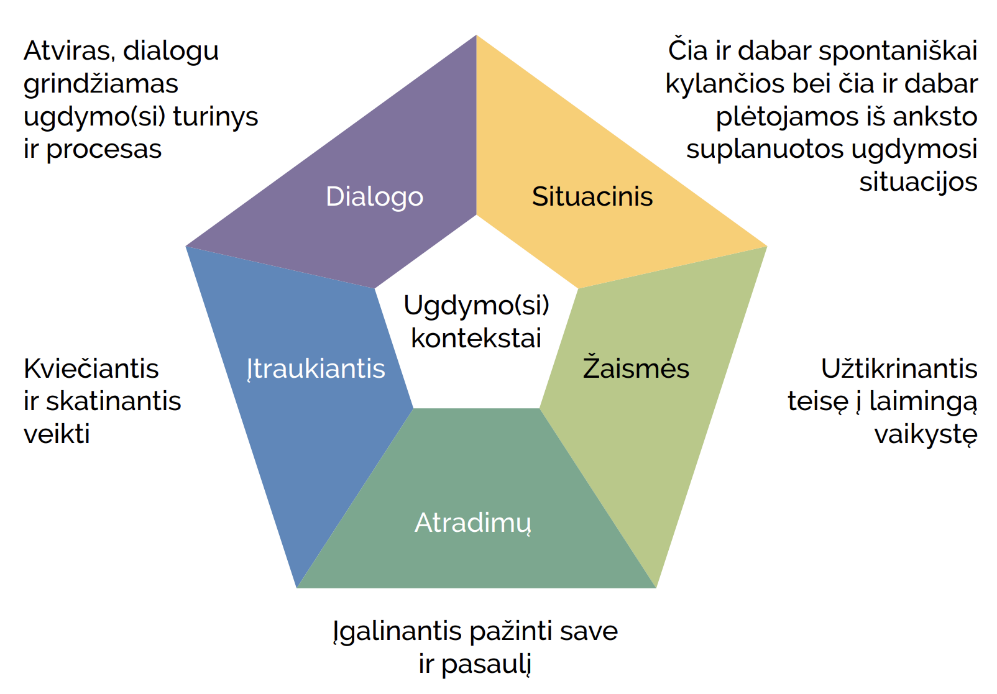 Atviras, dialogu
grindžiamas
ugdymo(si) turinys
ir procesas
Čia ir dabar spontaniškai
kylančios bei čia ir dabar
plėtojamos iš anksto
suplanuotos ugdymosi
situacijos
Dialogo
Situacinis
Ugdymo(si)
kontekstai
Įtraukiantis
Žaismės
Kviečiantis
ir skatinantis
veikti
Užtikrinantis
teisę į laimingą
vaikystę
Atradimų
Įgalinantis pažinti save
ir pasaulį